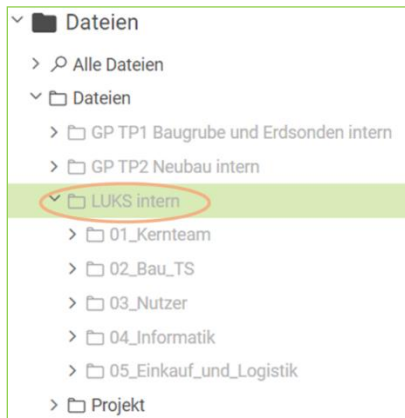 Dateien
Alle Dateien
Dateien
GP TP1 Baugrube und Erdsonden intern
GP TP2 Neubau intern
LUKS intern
01_Kernteam
02_Bau_TS
03_Nutzer
04_Informatik
05_Einkauf_und_Logistik
Projekt